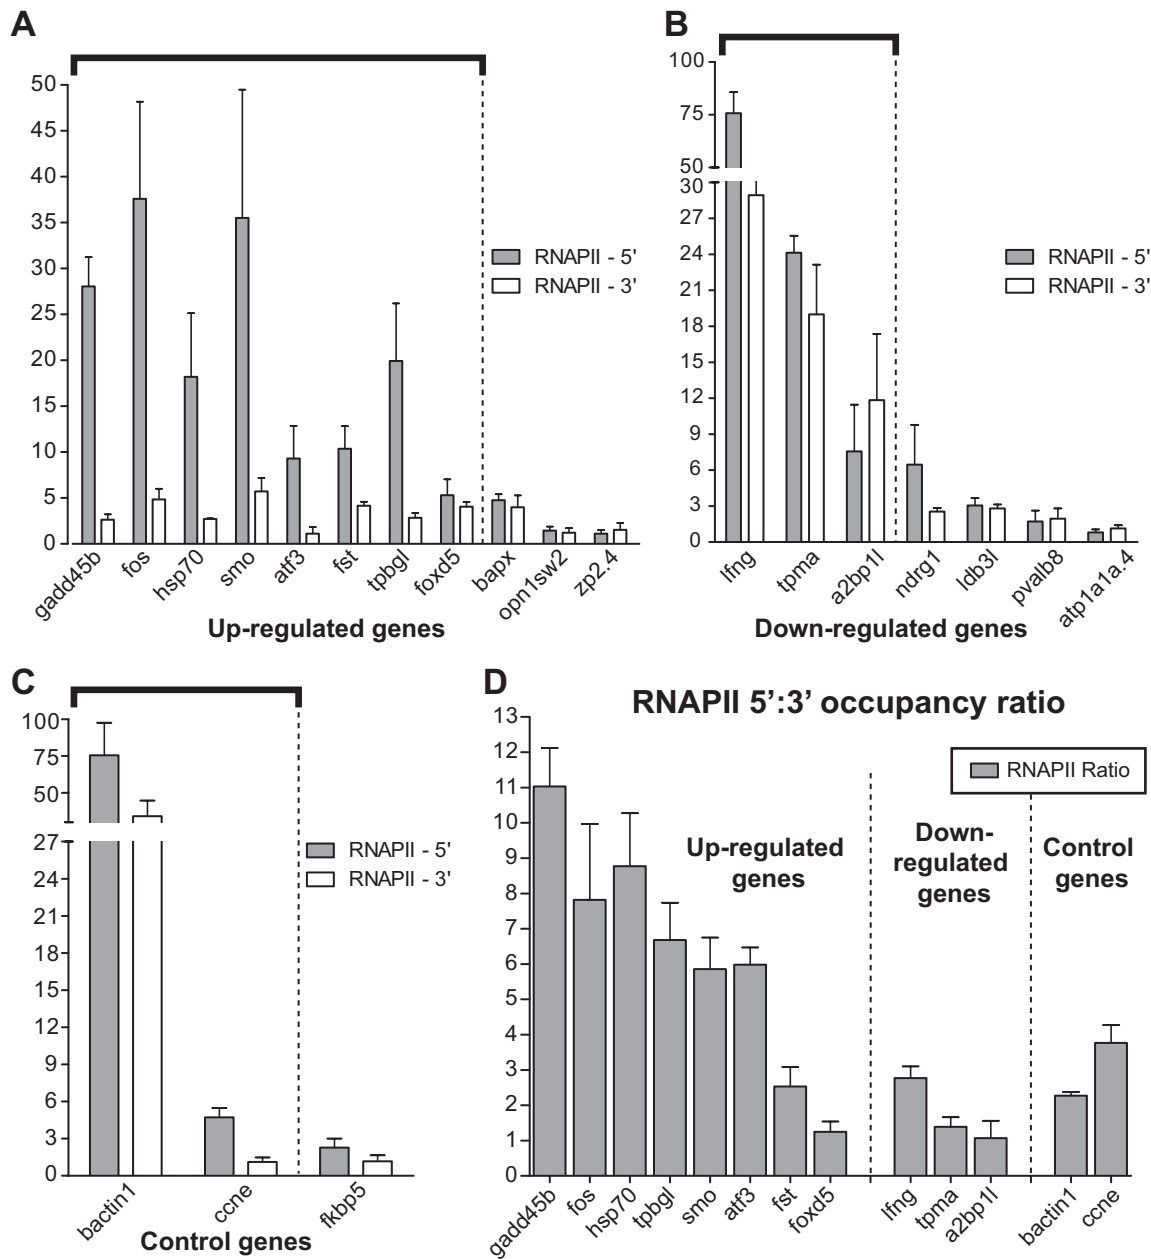 A
50
45
40
35
30
25
20
15
10
5
0
RNAPII - 5'
RNAPII - 3'
gadd45b
fos
hsp70
smo
atf3
fst
tpbgl
foxd5
bapx
opn1sw2
zp2.4
Up-regulated genes
B
100
75
50
30
27
24
21
18
15
12
9
6
3
0
RNAPII - 5'
RNAPII - 3'
lfng
tpma
a2bp1l
ndrg1
ldb3l
pvalb8
atp1a1a.4
Down-regulated genes
C
100
75
50
27
24
21
18
15
12
9
6
3
0
RNAPII - 5'
RNAPII - 3'
bactin1
ccne
fkbp5
Control genes
D
RNAPII 5’:3’ occupancy ratio
13
12
11
10
9
8
7
6
5
4
3
2
1
0
RNAPII Ratio
Up-regulated
genes
Down-
regulated
genes
Control
genes
gadd45b
fos
hsp70
tpbgl
smo
atf3
fst
foxd5
lfng
tpma
a2bp1l
bactin1
ccne